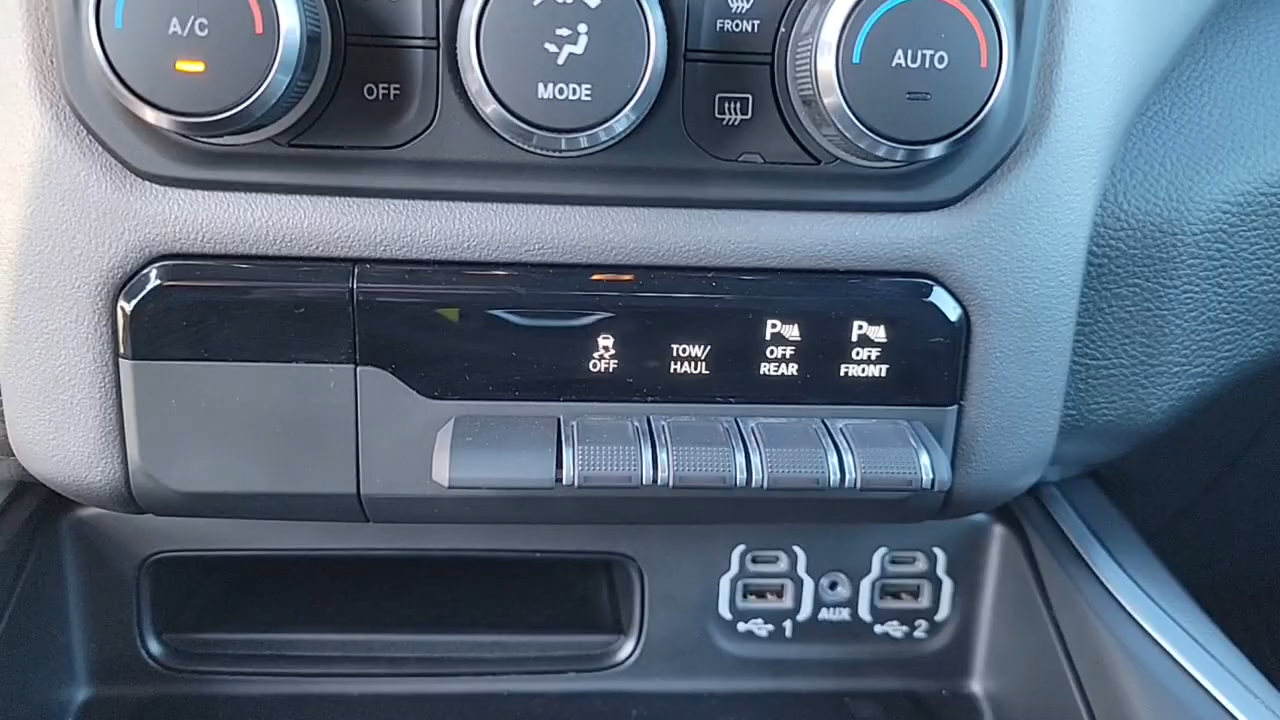 A/C
OFF
MODE
FRONT
AUTO
OFF
TOW/
HAUL
P
OFF
REAR
P
OFF
FRONT
1
AUX
2